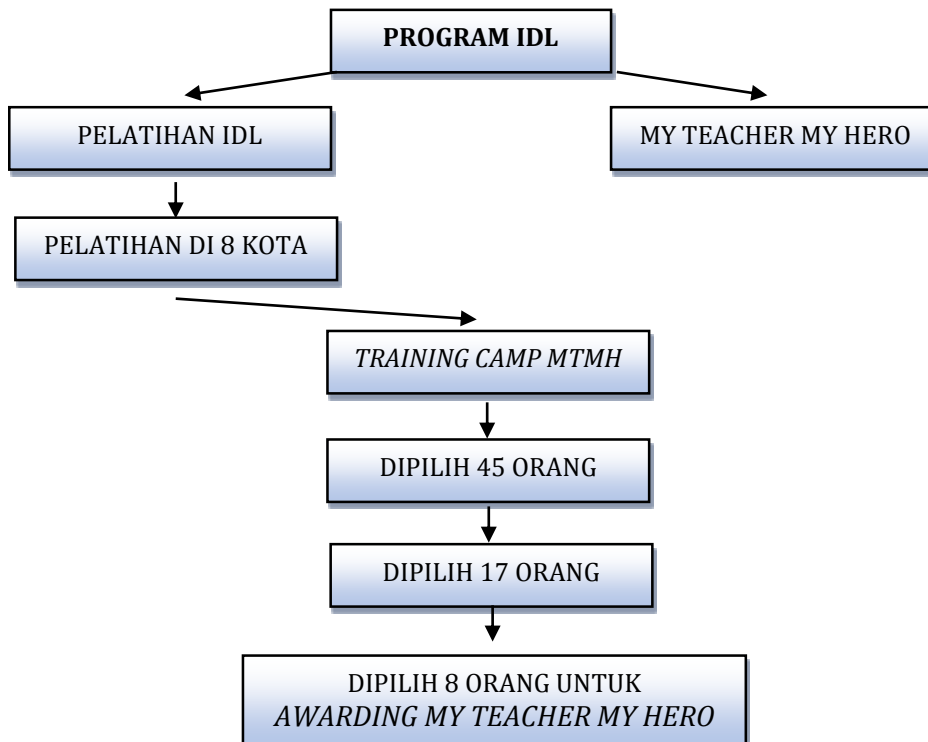 PROGRAM IDL
PELATIHAN IDL
MY TEACHER MY HERO
PELATIHAN DI 8 KOTA
TRAINING CAMP MTMH
DIPILIH 45 ORANG
DIPILIH 17 ORANG
DIPILIH 8 ORANG UNTUK
AWARDING MY TEACHER MY HERO